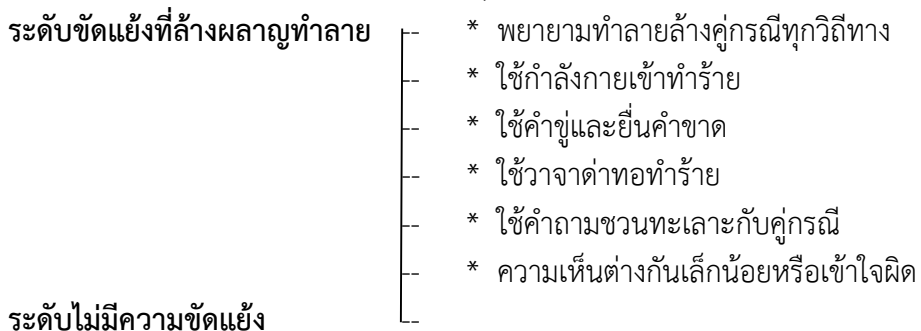 ระดับขัดแย้งที่ล้างผลาญทำลาย -- * พยายามทำลายล้างคู่กรณีทุกวิถีทาง
-- * ใช้กำลังกายเข้าทำร้าย
-- * ใช้คำขู่และยื่นคำขาด
-- * ใช้วาจาด่าทอทำร้าย
-- * ใช้คำถามชวนทะเลาะกับคู่กรณี
-- * ความเห็นต่างกันเล็กน้อยหรือเข้าใจผิด
ระดับไม่มีความขัดแย้ง --